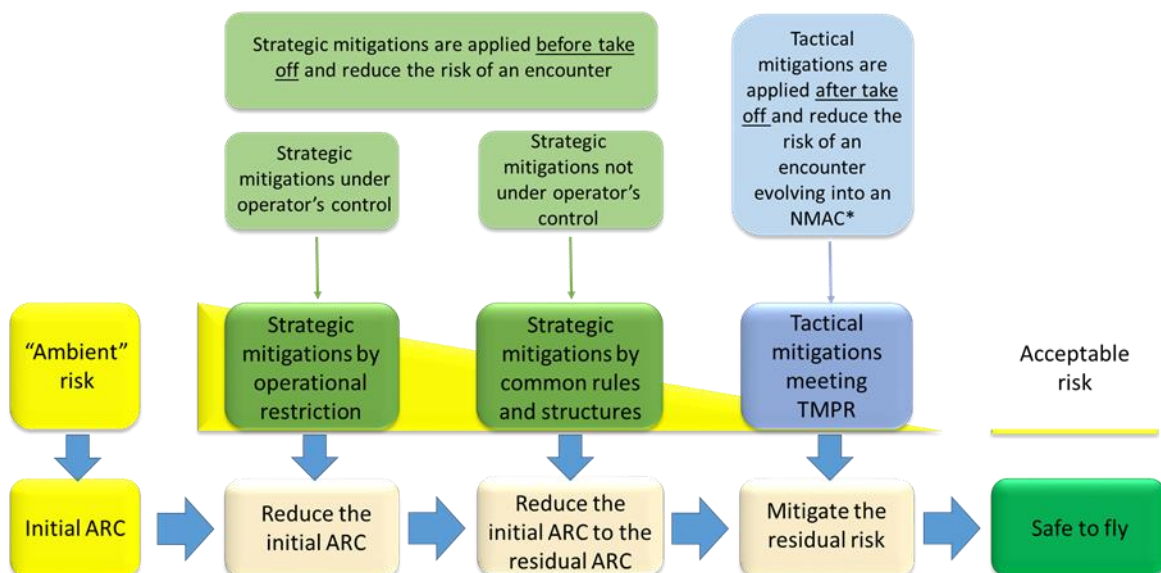 Strategic mitigations are applied before take
off and reduce the risk of an encounter
Tactical
mitigations are
applied after take
off and reduce the
risk of an
encounter
evolving into an
NMAC*
Strategic
mitigations under
operator's control
Strategic
mitigations not
under operator's
control
“Ambient”
risk
Strategic
mitigations by
operational
restriction
Strategic
mitigations by
common rules
and structures
Tactical
mitigations
meeting
TMPR
Acceptable
risk
Initial ARC
Reduce the
initial ARC
Reduce the
initial ARC to the
residual ARC
Mitigate the
residual risk
Safe to fly